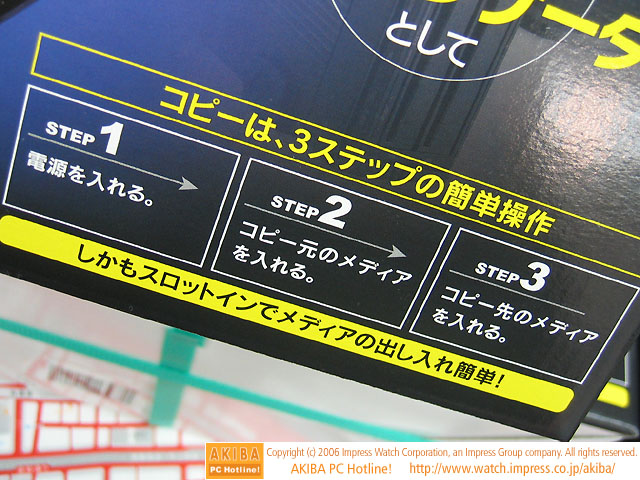 として
コピーは、3ステップの簡単操作
STEP 1
電源を入れる。
STEP 2
コピー元のメディア
を入れる。
STEP 3
コピー先のメディア
を入れる。
しかもスロットインでメディアの出し入れ簡単!
AKIBA
PC Hotline!
Copyright (c) 2006 Impress Watch Corporation, an Impress Group company. All rights reserved.
AKIBA PC Hotline! http://www.watch.impress.co.jp/akiba/